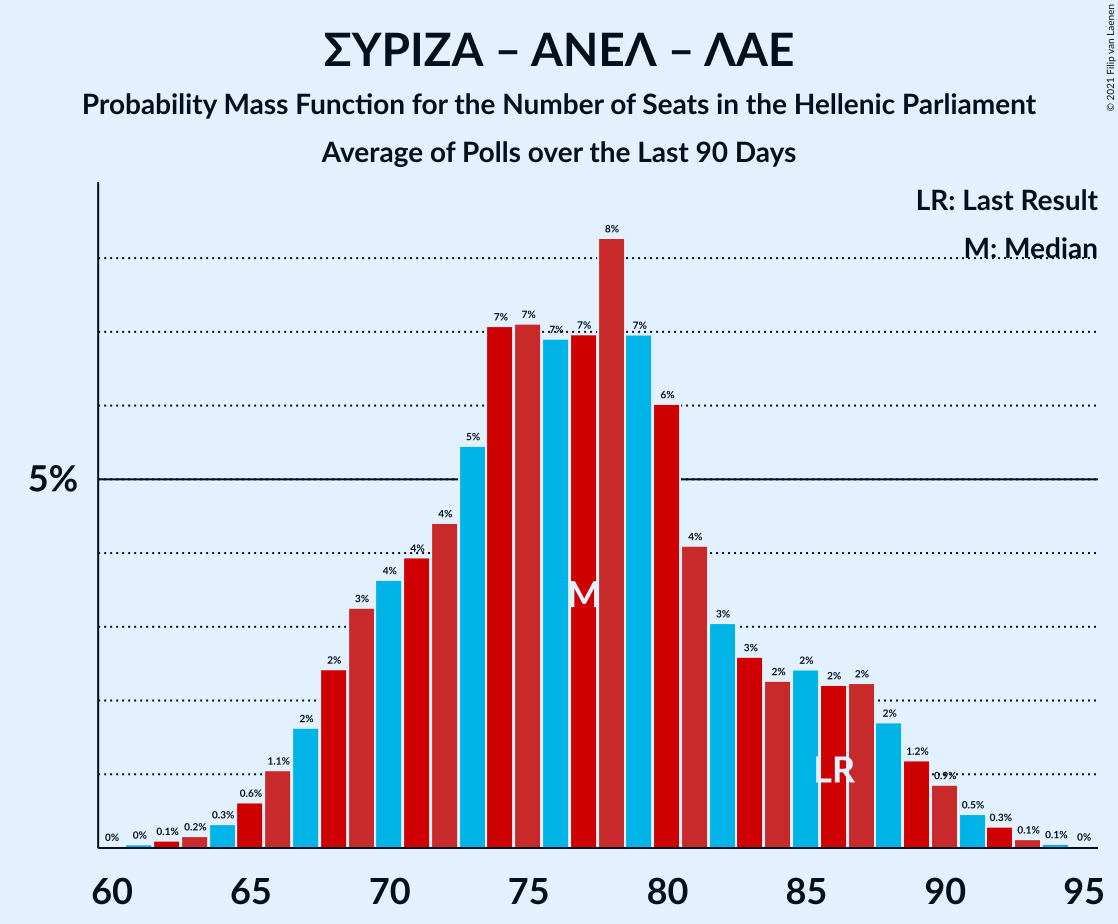 ΣΥΡΙΖΑ – ΑΝΕΛ – ΛΑΕ
Probability Mass Function for the Number of Seats in the Hellenic Parliament
Average of Polls over the Last 90 Days
© 2021 Filip van Laenen
LR: Last Result
M: Median
5%
0% 0% 0.1% 0.2% 0.3% 0.6% 1.1% 2% 2% 3% 4% 4% 4% 5% 7% 7% 7% 7% 8% 7% 6% 4% 3% 3% 2% 2% 2% 2% 2% 1.2% 0.9% 0.5% 0.3% 0.1% 0.1% 0%
M
LR
60 65 70 75 80 85 90 95